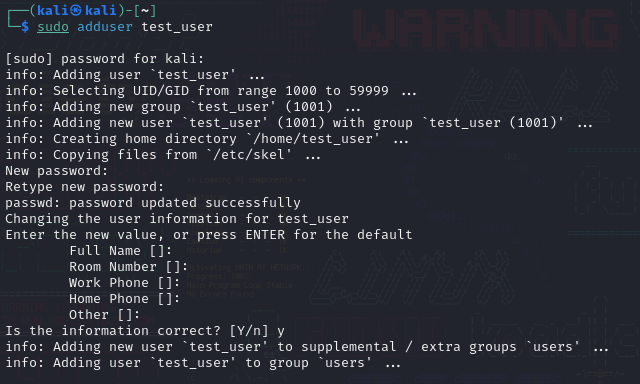 WARNING
┌──(kali㉿kali)-[~]
└─$ sudo adduser test_user
[sudo] password for kali:
info: Adding user `test_user' ...
info: Selecting UID/GID from range 1000 to 59999 ...
info: Adding new group `test_user' (1001) ...
info: Adding new user `test_user' (1001) with group `test_user (1001)' ...
info: Creating home directory `/home/test_user' ...
info: Copying files from `/etc/skel' ...
New password:
Retype new password:
passwd: password updated successfully
Changing the user information for test_user
Enter the new value, or press ENTER for the default
Full Name []:
Room Number []:
Work Phone []:
Home Phone []:
Other []:
Is the information correct? [Y/n] y
info: Adding new user `test_user' to supplemental / extra groups `users' ...
info: Adding user `test_user' to group `users' ...